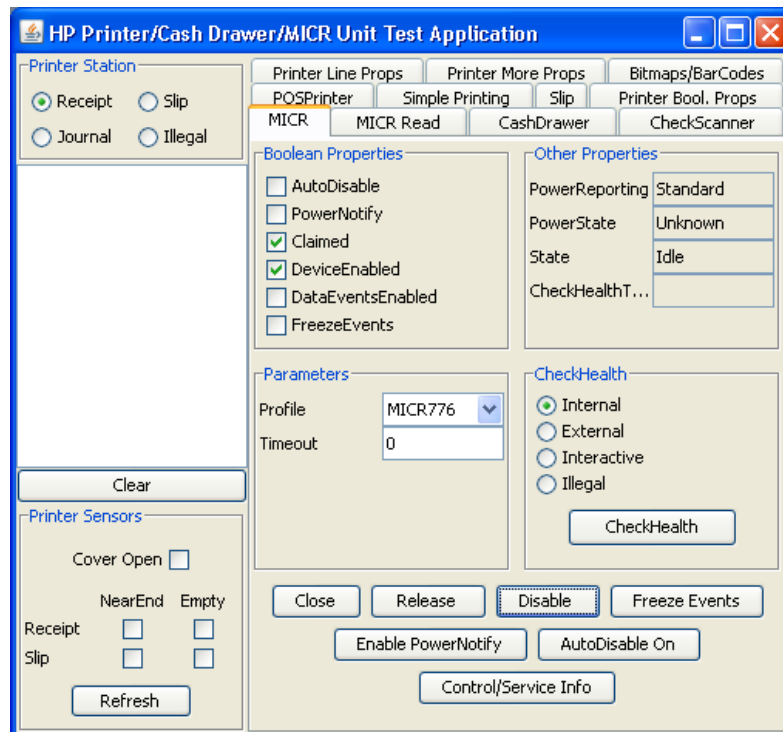 HP Printer/Cash Drawer/MICR Unit Test Application
Printer Station
Receipt Slip
Journal Illegal
Clear
Printer Sensors
Cover Open
NearEnd Empty
Receipt
Slip
Refresh
Printer Line Props Printer More Props Bitmaps/BarCodes
POSPrinter Simple Printing Slip Printer Bool. Props
MICR MICR Read CashDrawer CheckScanner
Boolean Properties
AutoDisable
PowerNotify
Claimed
DeviceEnabled
DataEventsEnabled
FreezeEvents
Other Properties
PowerReporting Standard
PowerState Unknown
State Idle
CheckHealthT...
Parameters
Profile MICR776
Timeout 0
CheckHealth
Internal
External
Interactive
Illegal
CheckHealth
Close Release Disable Freeze Events
Enable PowerNotify AutoDisable On
Control/Service Info